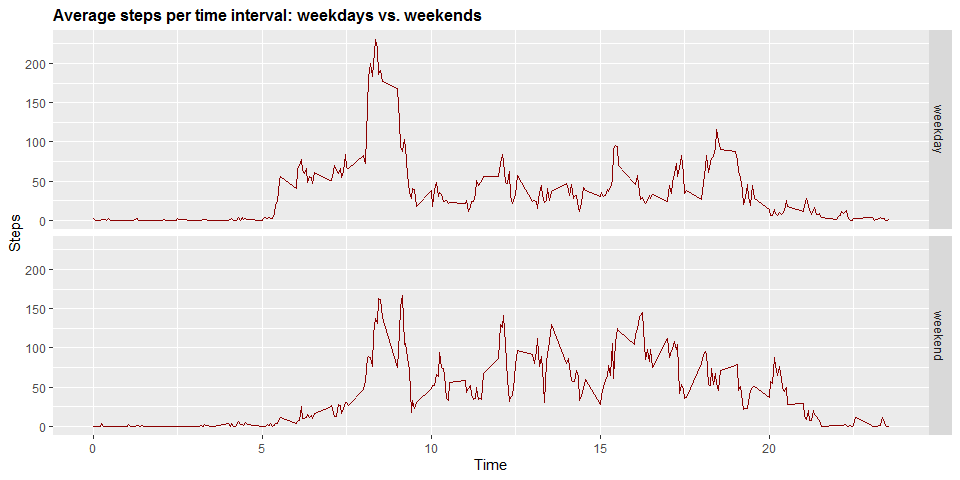 Average steps per time interval: weekdays vs. weekends
Steps
200
150
100
50
0
weekday
200
150
100
50
0
weekend
0 5 10 15 20
Time